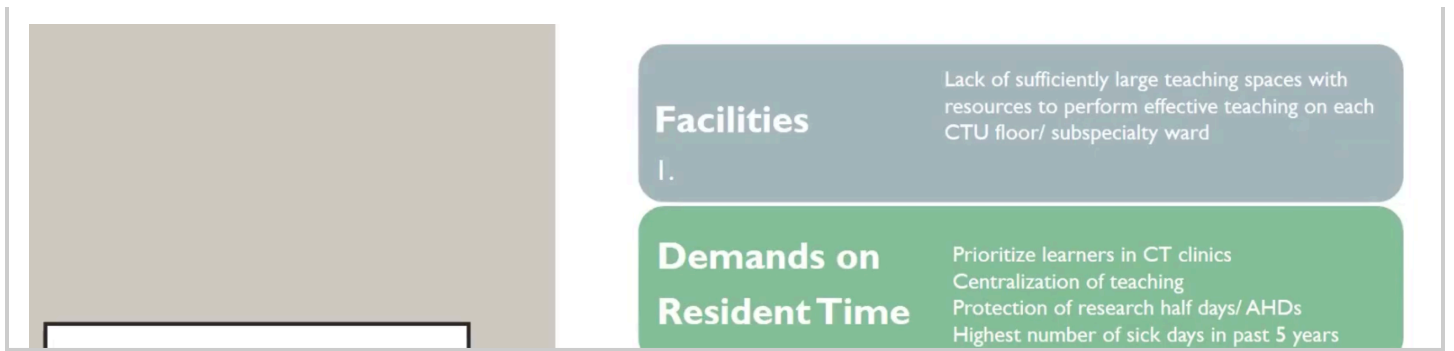 Facilities
1.
Lack of sufficiently large teaching spaces with
resources to perform effective teaching on each
CTU floor/ subspecialty ward
Demands on
Resident Time
Prioritize learners in CT clinics
Centralization of teaching
Protection of research half days/ AHDs
Highest number of sick days in past 5 years